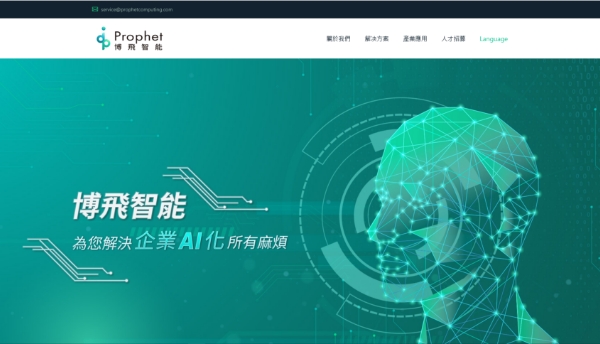 service@prophetcomputing.com
Prophet
博飛智能
關於我們 解決方案 產業應用 人才招募 Language
博飛智能
為您解決企業AI化所有麻煩